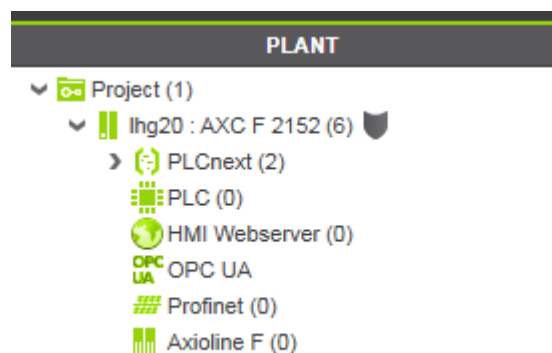 PLANT
Project (1)
lhg20 : AXC F 2152 (6)
PLCnext (2)
PLC (0)
HMI Webserver (0)
OPC UA OPC UA
Profinet (0)
Axioline F (0)